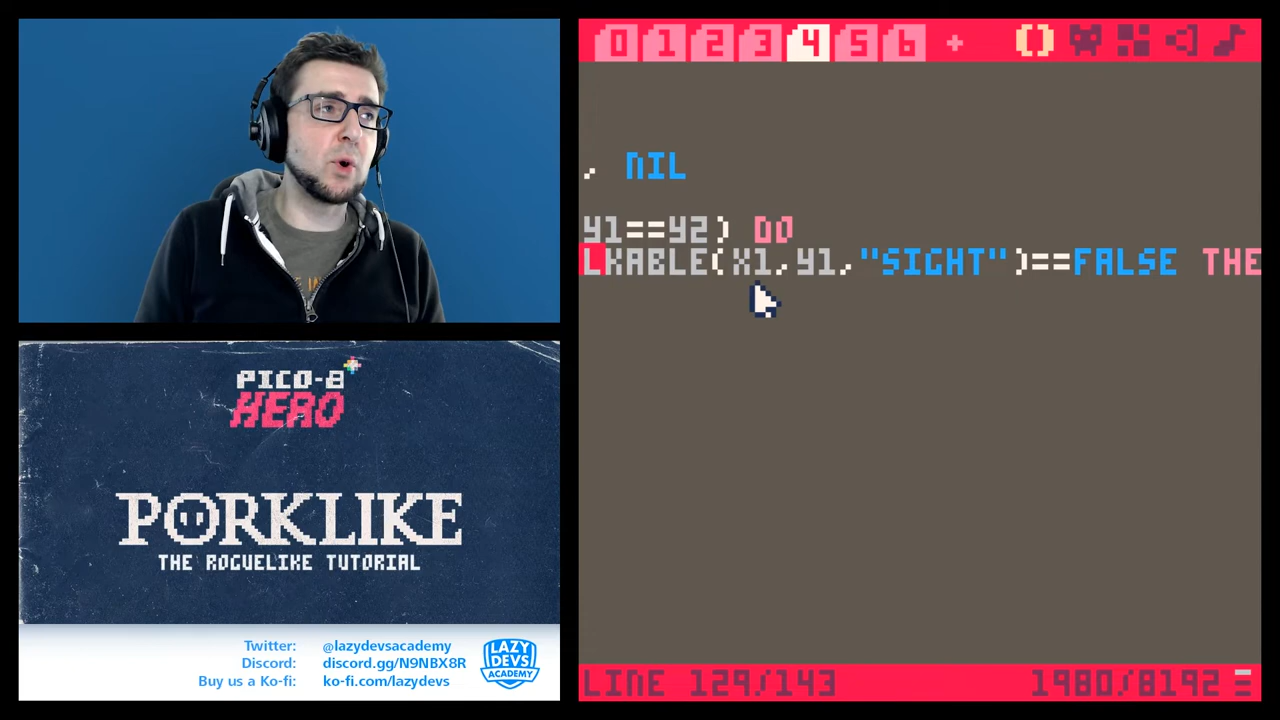 0 1 2 3 4 5 6 +
, NIL
Y1==Y2) DO
LKABLE(X1,Y1,"SIGHT")==FALSE THE
LINE 129/143
1980/8192
PICO-8
HERO
PORKLIKE
THE ROGUELIKE TUTORIAL
Twitter: @lazydevsacademy
Discord: discord.gg/N9NBX8R
Buy us a Ko-fi: ko-fi.com/lazydevs
LAZY
DEVS
ACADEMY